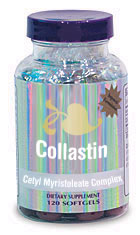 Collastin
Cetyl Myristoleate Complex
DIETARY SUPPLEMENT
120 SOFTGELS